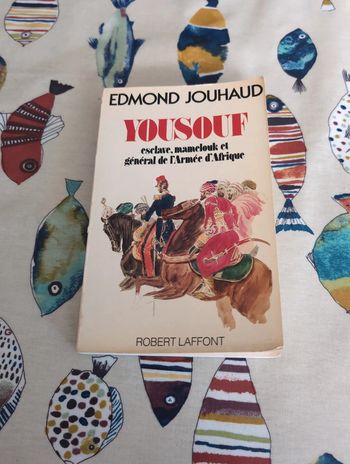 EDMOND JOUHAUD
YOUSOUF
esclave, mamelouk et
général de l'Armée d'Afrique
ROBERT LAFFONT